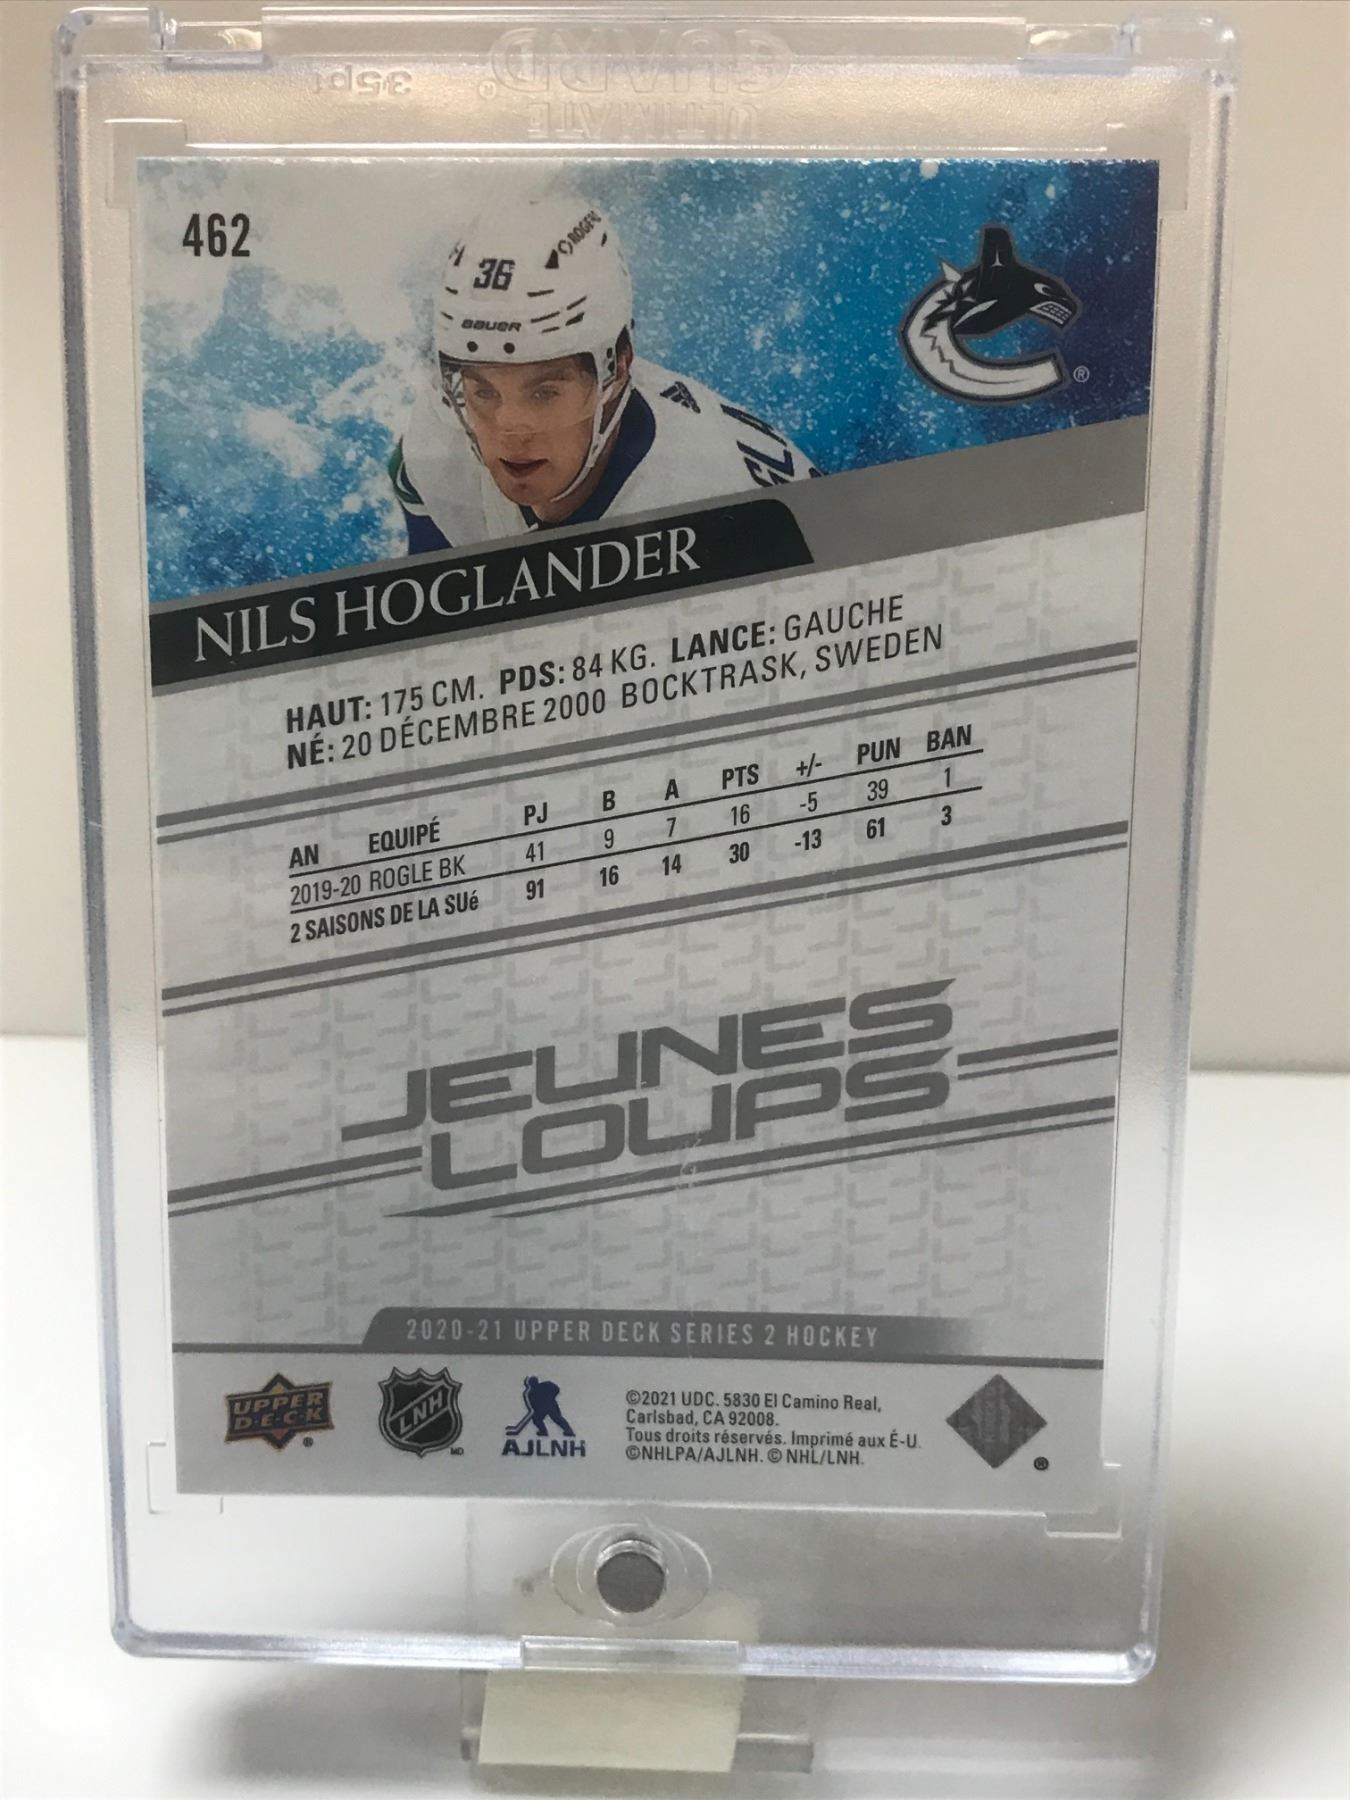 ULTIMATE
GUARD®
35pt
462
ROGERS
36
BAUER
®
NILS HOGLANDER
HAUT: 175 CM. PDS: 84 KG. LANCE: GAUCHE
NÉ: 20 DÉCEMBRE 2000 BOCKTRASK, SWEDEN
AN EQUIPÉ PJ B A PTS +/- PUN BAN
2019-20 ROGLE BK 41 9 7 16 -5 39 1
2 SAISONS DE LA SUé 91 16 14 30 -13 61 3
JEUNES
LOUPS
2020-21 UPPER DECK SERIES 2 HOCKEY
UPPER
D·E·C·K
®
LNH
MD
AJLNH
©2021 UDC. 5830 El Camino Real,
Carlsbad, CA 92008.
Tous droits réservés. Imprimé aux É-U.
©NHLPA/AJLNH. © NHL/LNH.
®